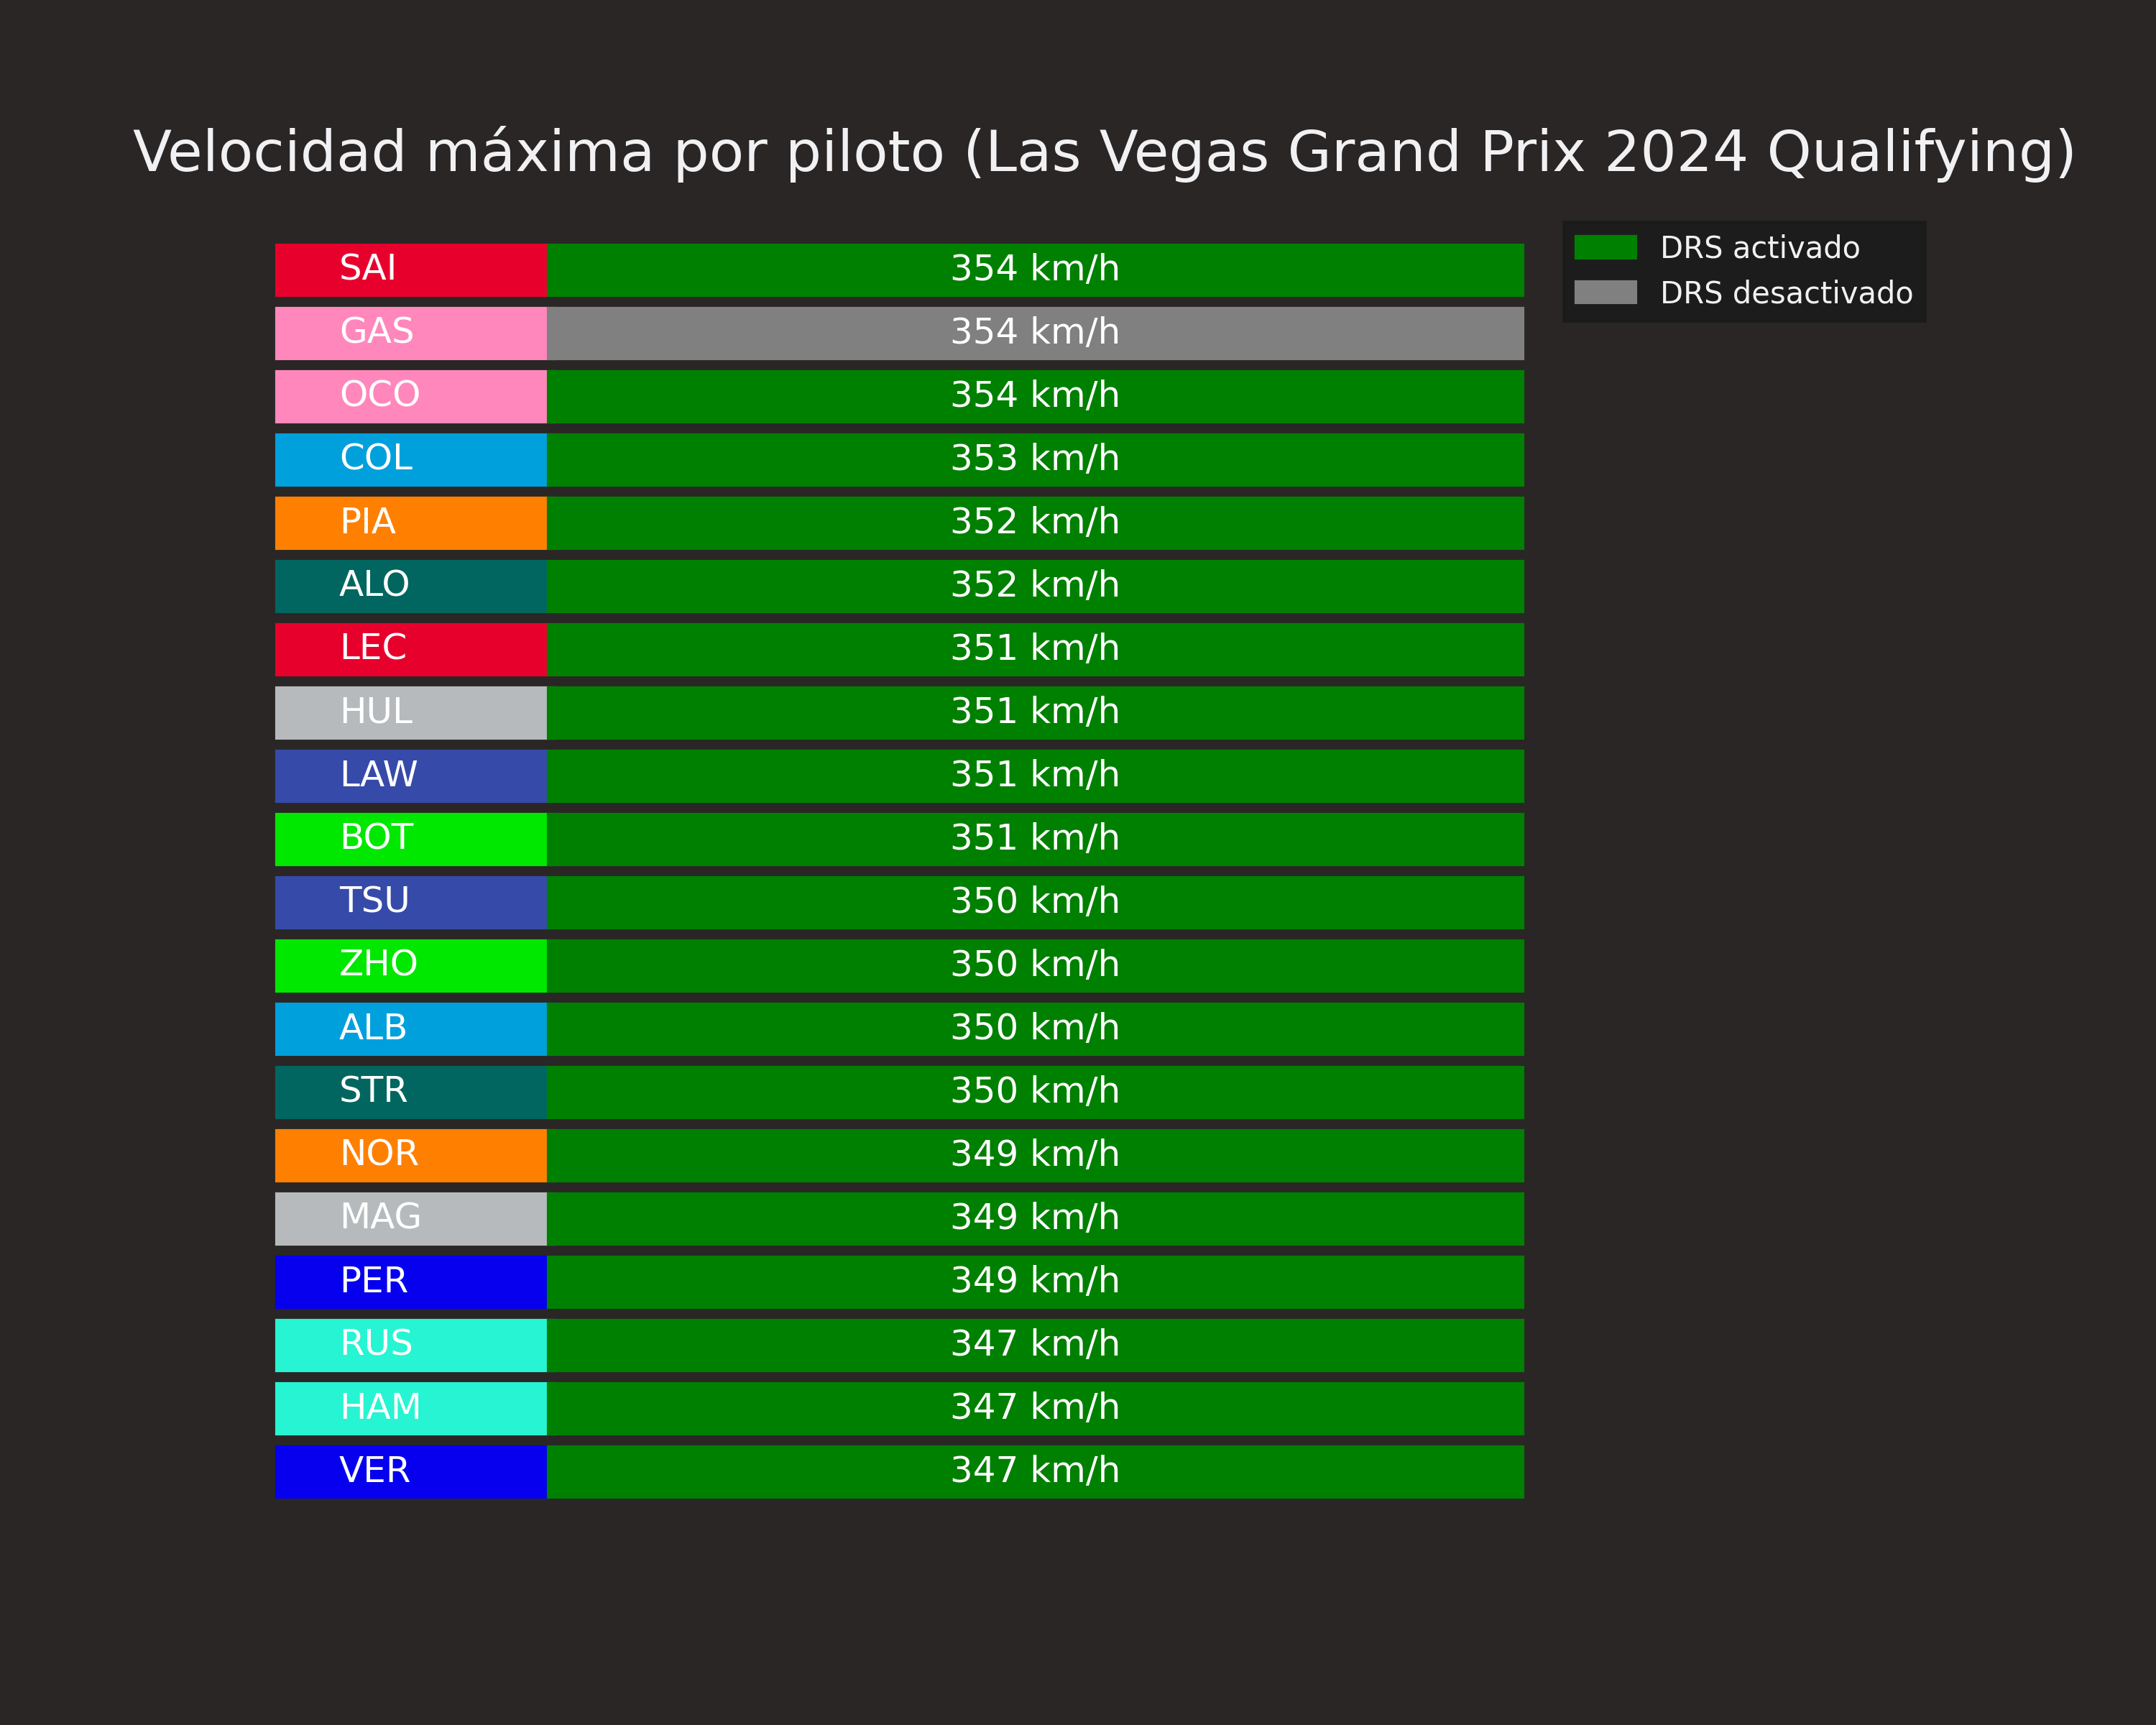 Velocidad máxima por piloto (Las Vegas Grand Prix 2024 Qualifying)
DRS activado
DRS desactivado
SAI 354 km/h
GAS 354 km/h
OCO 354 km/h
COL 353 km/h
PIA 352 km/h
ALO 352 km/h
LEC 351 km/h
HUL 351 km/h
LAW 351 km/h
BOT 351 km/h
TSU 350 km/h
ZHO 350 km/h
ALB 350 km/h
STR 350 km/h
NOR 349 km/h
MAG 349 km/h
PER 349 km/h
RUS 347 km/h
HAM 347 km/h
VER 347 km/h